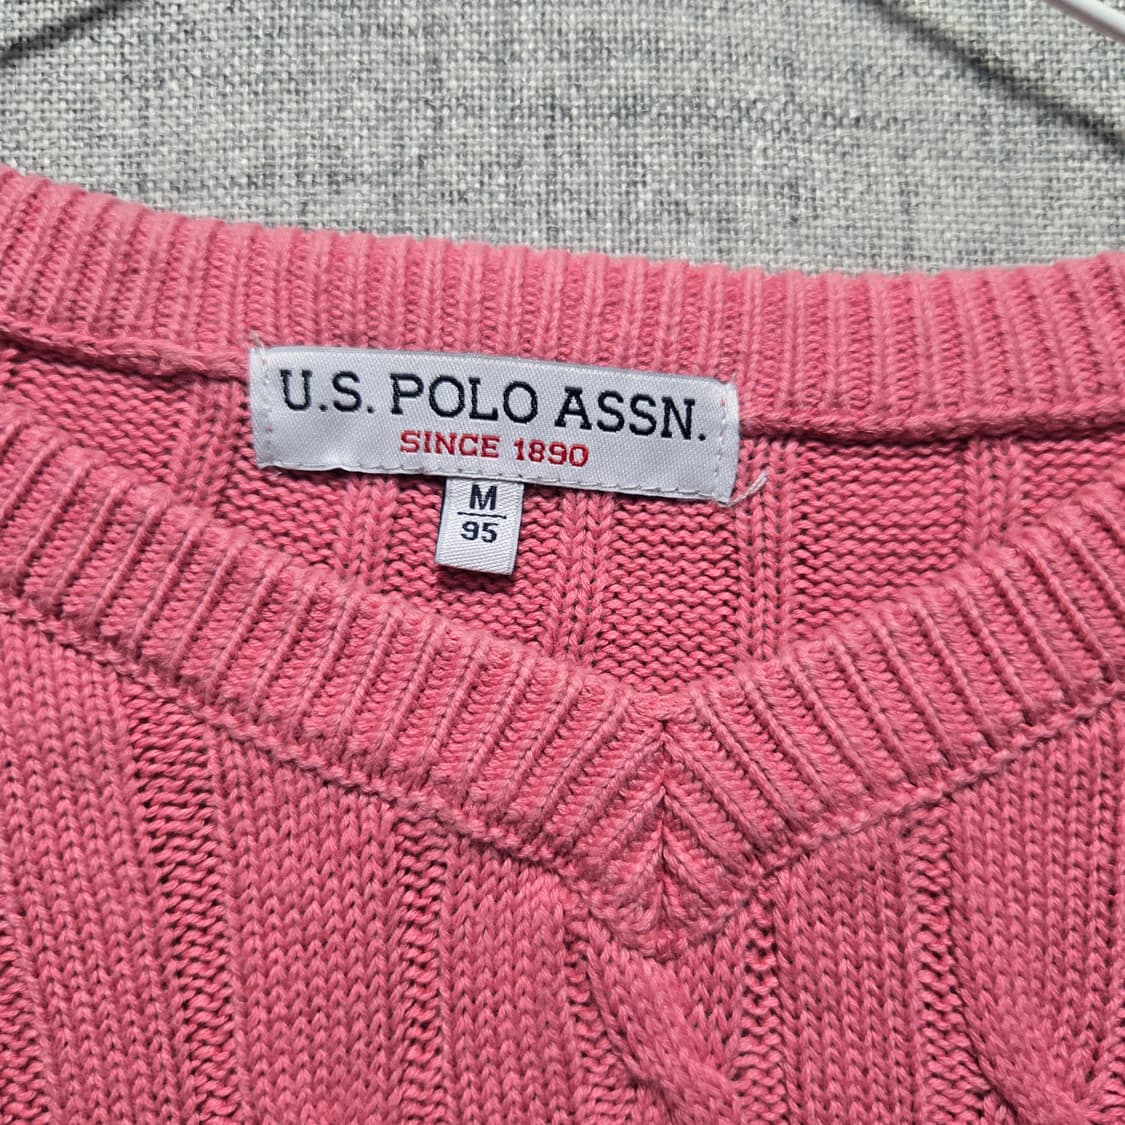 U.S. POLO ASSN.
SINCE 1890
M
95